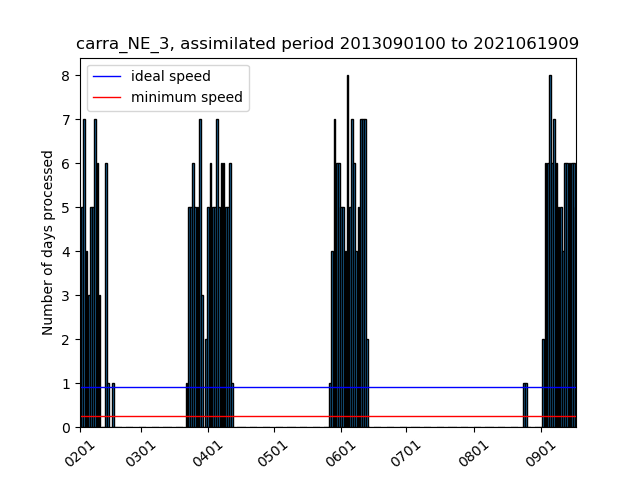 carra_NE_3, assimilated period 2013090100 to 2021061909
ideal speed
minimum speed
Number of days processed
8
7
6
5
4
3
2
1
0
0201 0301 0401 0501 0601 0701 0801 0901